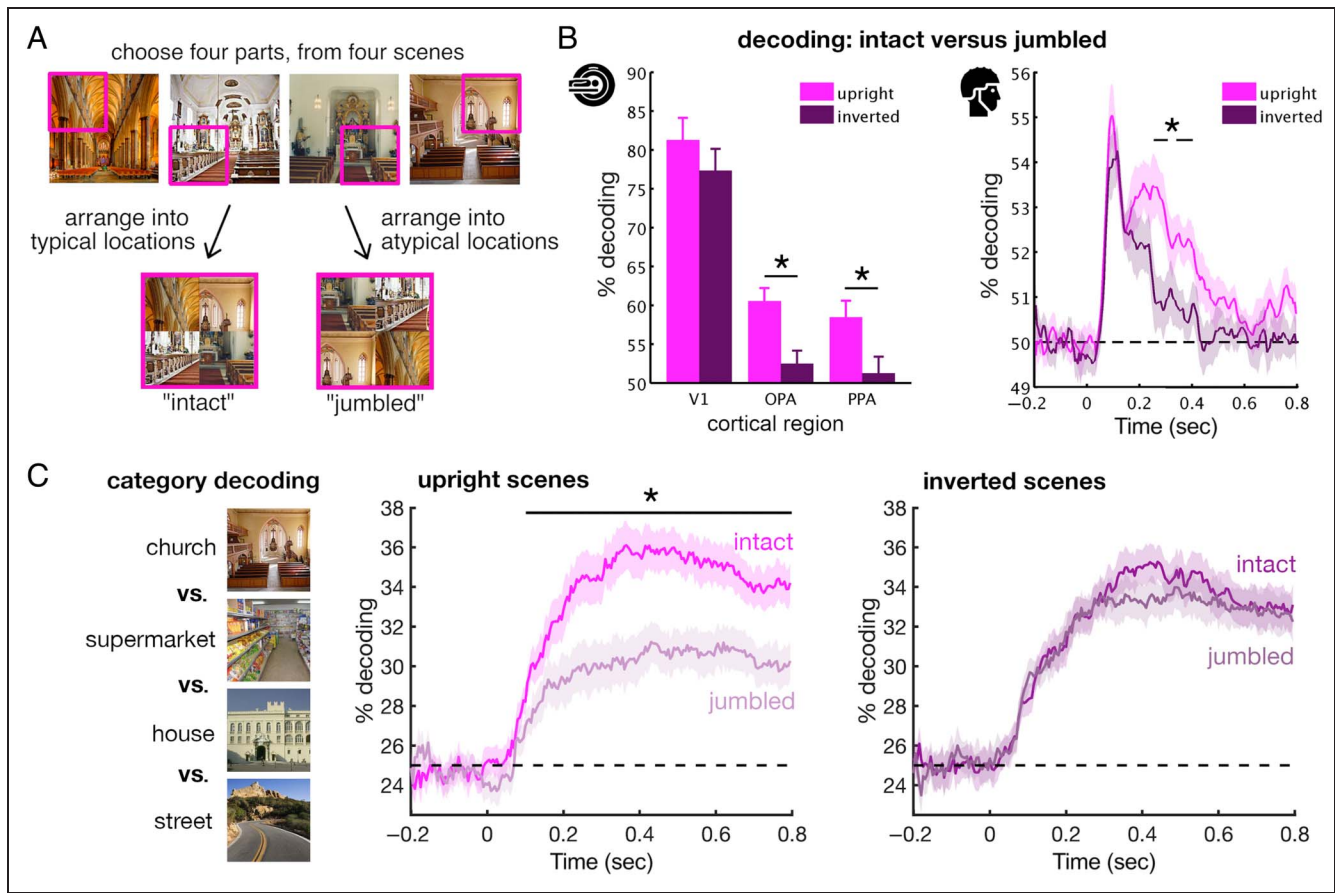 A
choose four parts, from four scenes
arrange into
typical locations
arrange into
atypical locations
"intact"
"jumbled"
B
decoding: intact versus jumbled
90
85
80
75
70
65
60
55
50
% decoding
upright
inverted
*
*
V1
OPA
PPA
cortical region
56
55
54
53
52
51
50
49
% decoding
upright
inverted
*
−0.2
0
0.2
0.4
0.6
0.8
Time (sec)
C
category decoding
church
vs.
supermarket
vs.
house
vs.
street
upright scenes
*
38
36
34
32
30
28
26
24
% decoding
intact
jumbled
−0.2
0
0.2
0.4
0.6
0.8
Time (sec)
inverted scenes
38
36
34
32
30
28
26
24
% decoding
intact
jumbled
−0.2
0
0.2
0.4
0.6
0.8
Time (sec)